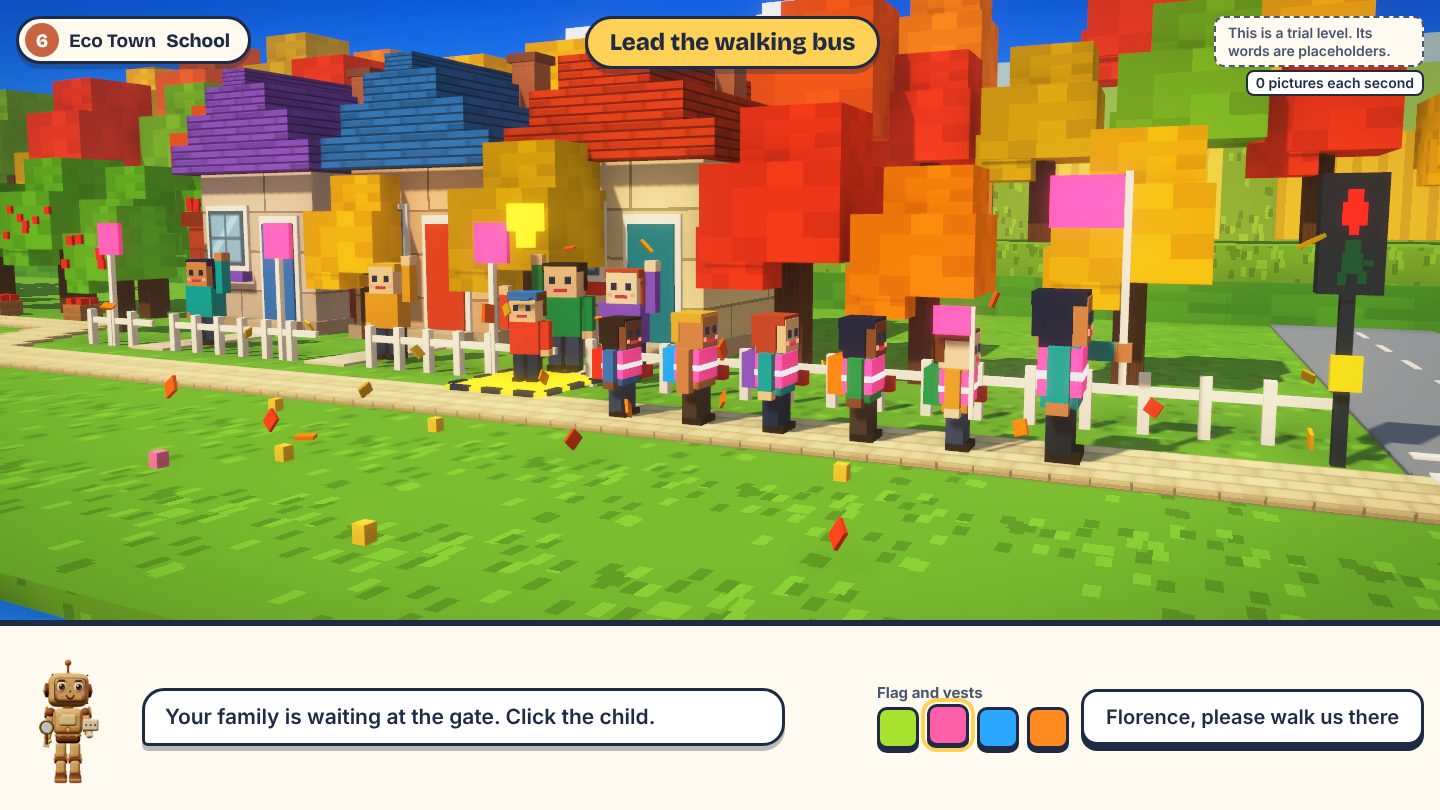 6 Eco Town School
Lead the walking bus
This is a trial level. Its
words are placeholders.
0 pictures each second
Your family is waiting at the gate. Click the child.
Flag and vests
Florence, please walk us there